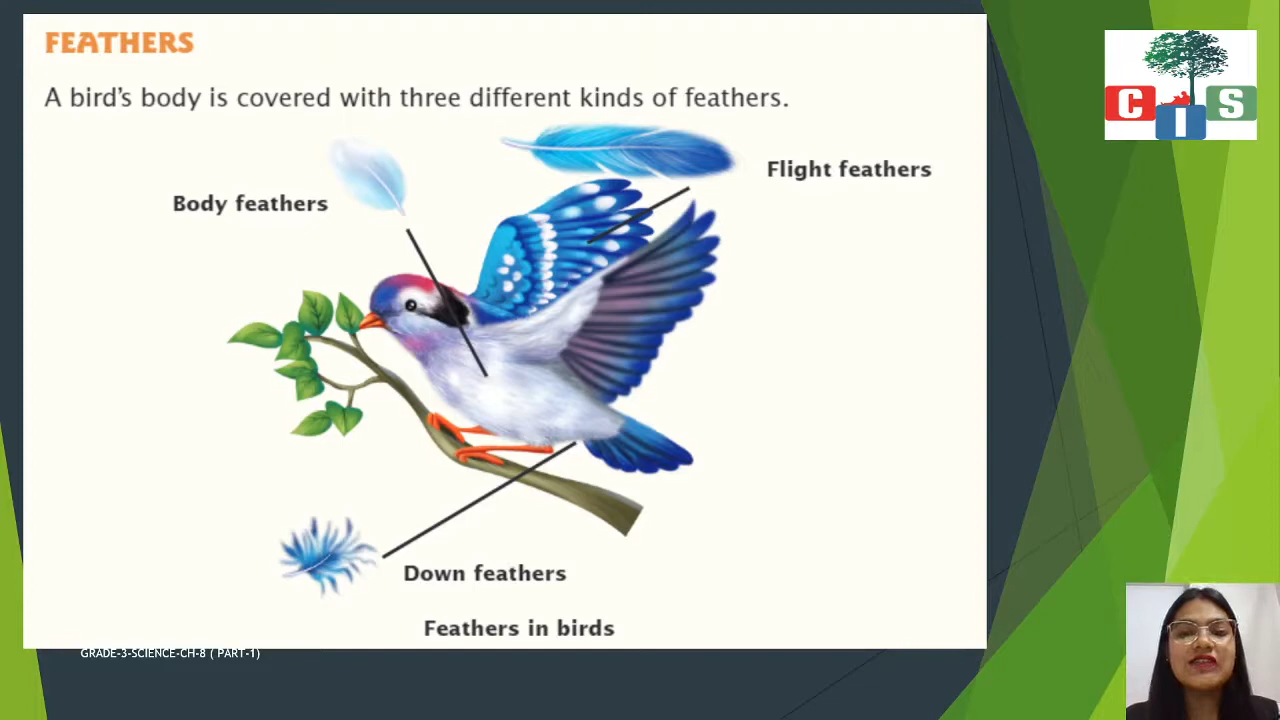 FEATHERS
A bird's body is covered with three different kinds of feathers.
Flight feathers
Body feathers
Down feathers
Feathers in birds
GRADE-3-SCIENCE-CH-8 ( PART-1)
C I S